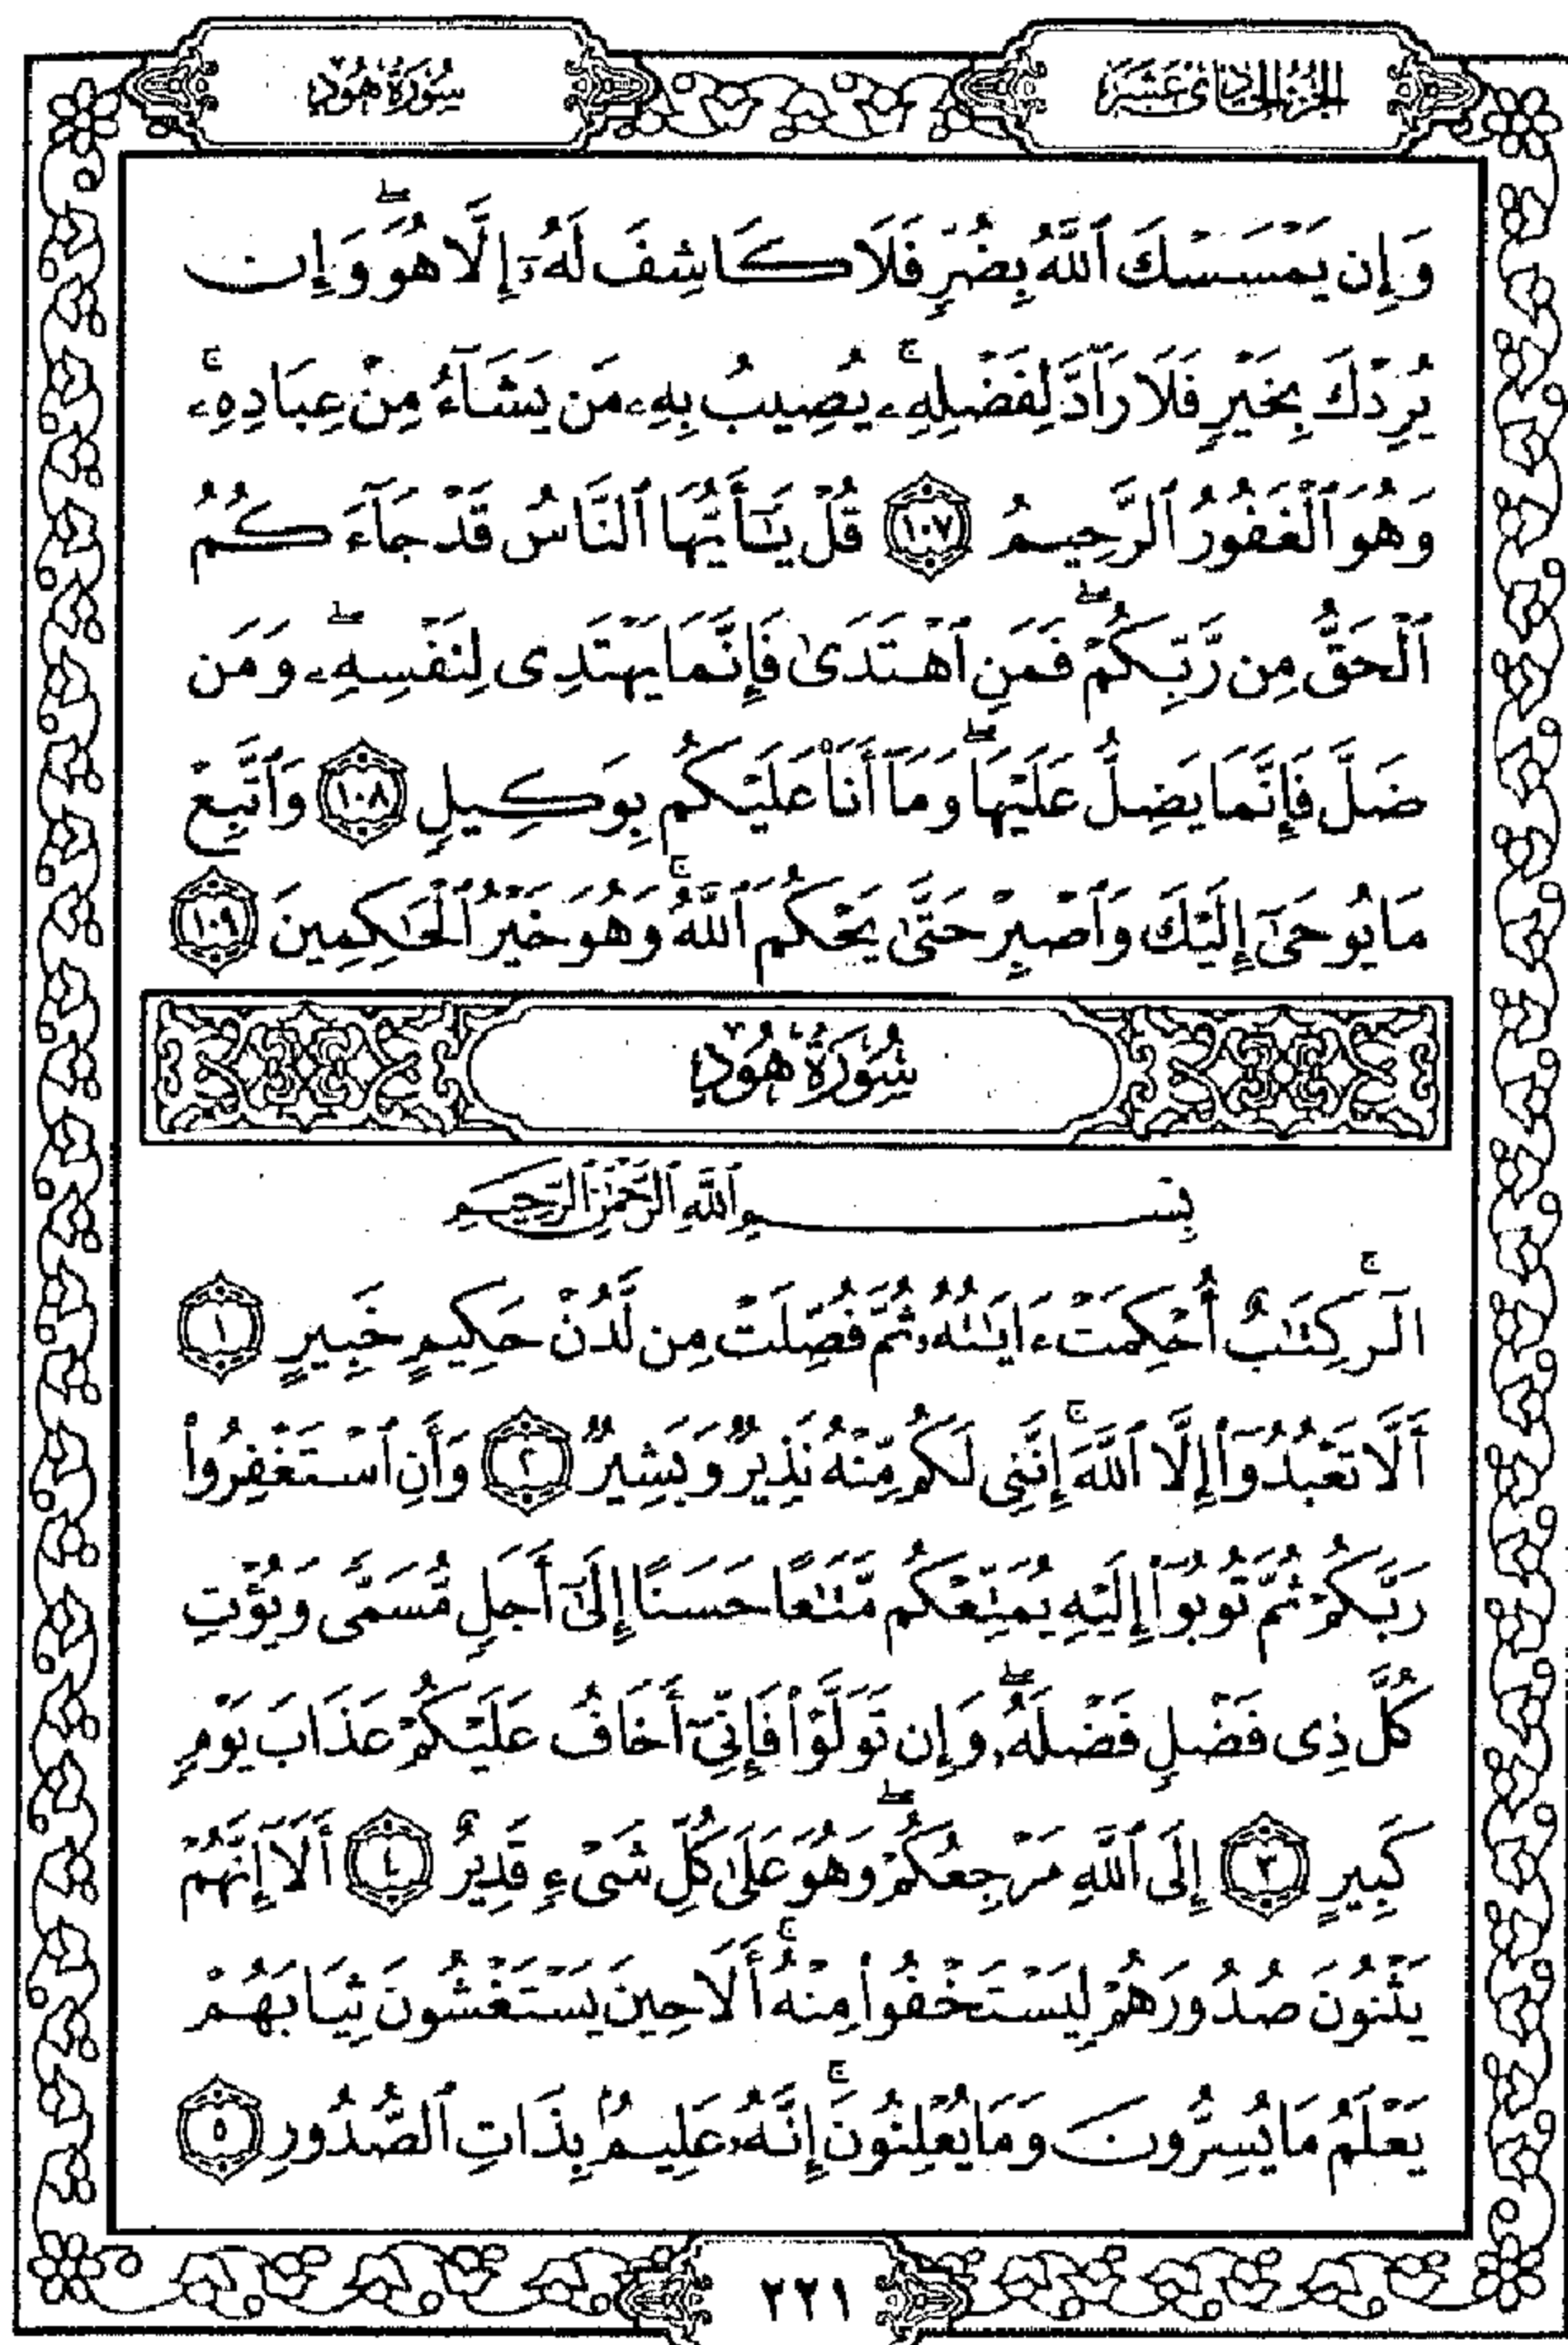 الجزء الحادي عشر
سُورَةُ هُودٍ
وَإِن يَمْسَسْكَ ٱللَّهُ بِضُرٍّ فَلَا كَاشِفَ لَهُۥٓ إِلَّا هُوَۖ وَإِن
يُرِدْكَ بِخَيْرٍ فَلَا رَآدَّ لِفَضْلِهِۦۚ يُصِيبُ بِهِۦ مَن يَشَآءُ مِنْ عِبَادِهِۦۚ
وَهُوَ ٱلْغَفُورُ ٱلرَّحِيمُ ١٠٧ قُلْ يَٰٓأَيُّهَا ٱلنَّاسُ قَدْ جَآءَكُمُ
ٱلْحَقُّ مِن رَّبِّكُمْۖ فَمَنِ ٱهْتَدَىٰ فَإِنَّمَا يَهْتَدِى لِنَفْسِهِۦۖ وَمَن
ضَلَّ فَإِنَّمَا يَضِلُّ عَلَيْهَاۖ وَمَآ أَنَا۠ عَلَيْكُم بِوَكِيلٍ ١٠٨ وَٱتَّبِعْ
مَا يُوحَىٰٓ إِلَيْكَ وَٱصْبِرْ حَتَّىٰ يَحْكُمَ ٱللَّهُۚ وَهُوَ خَيْرُ ٱلْحَٰكِمِينَ ١٠٩
سُورَةُ هُودٍ
بِسْمِ ٱللَّهِ ٱلرَّحْمَٰنِ ٱلرَّحِيمِ
الٓرۚ كِتَٰبٌ أُحْكِمَتْ ءَايَٰتُهُۥ ثُمَّ فُصِّلَتْ مِن لَّدُنْ حَكِيمٍ خَبِيرٍ ١
أَلَّا تَعْبُدُوٓا۟ إِلَّا ٱللَّهَۚ إِنَّنِى لَكُم مِّنْهُ نَذِيرٌ وَبَشِيرٌ ٢ وَأَنِ ٱسْتَغْفِرُوا۟
رَبَّكُمْ ثُمَّ تُوبُوٓا۟ إِلَيْهِ يُمَتِّعْكُم مَّتَٰعًا حَسَنًا إِلَىٰٓ أَجَلٍ مُّسَمًّى وَيُؤْتِ
كُلَّ ذِى فَضْلٍ فَضْلَهُۥۖ وَإِن تَوَلَّوْا۟ فَإِنِّىٓ أَخَافُ عَلَيْكُمْ عَذَابَ يَوْمٍ
كَبِيرٍ ٣ إِلَى ٱللَّهِ مَرْجِعُكُمْۖ وَهُوَ عَلَىٰ كُلِّ شَىْءٍ قَدِيرٌ ٤ أَلَآ إِنَّهُمْ
يَثْنُونَ صُدُورَهُمْ لِيَسْتَخْفُوا۟ مِنْهُۚ أَلَا حِينَ يَسْتَغْشُونَ ثِيَابَهُمْ
يَعْلَمُ مَا يُسِرُّونَ وَمَا يُعْلِنُونَۚ إِنَّهُۥ عَلِيمٌۢ بِذَاتِ ٱلصُّدُورِ ٥
٢٢١